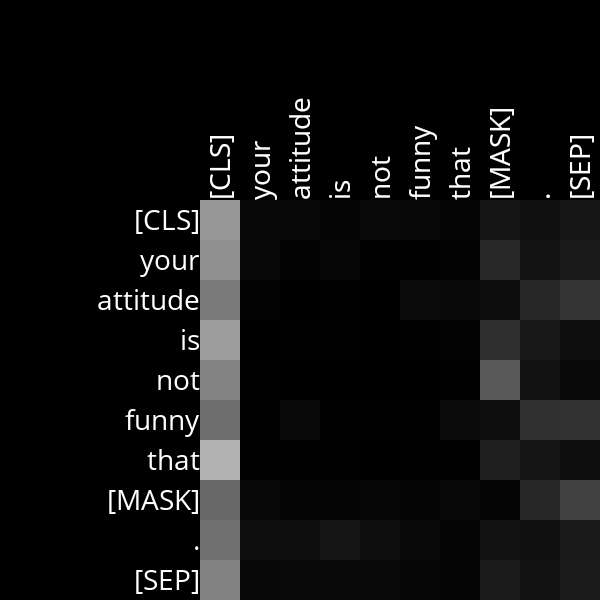 [CLS]
your
attitude
is
not
funny
that
[MASK]
.
[SEP]
[CLS]
your
attitude
is
not
funny
that
[MASK]
.
[SEP]